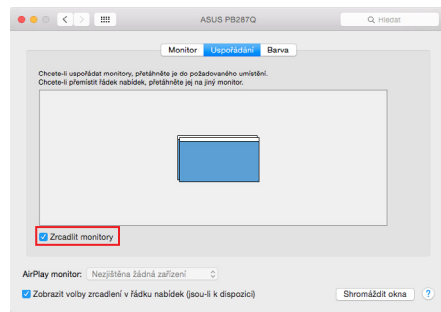 ASUS PB287Q
Hledat
Monitor Uspořádání Barva
Chcete-li uspořádat monitory, přetáhněte je do požadovaného umístění.
Chcete-li přemístit řádek nabídek, přetáhněte jej na jiný monitor.
Zrcadlit monitory
AirPlay monitor: Nezjištěna žádná zařízení
Zobrazit volby zrcadlení v řádku nabídek (jsou-li k dispozici)
Shromáždit okna ?